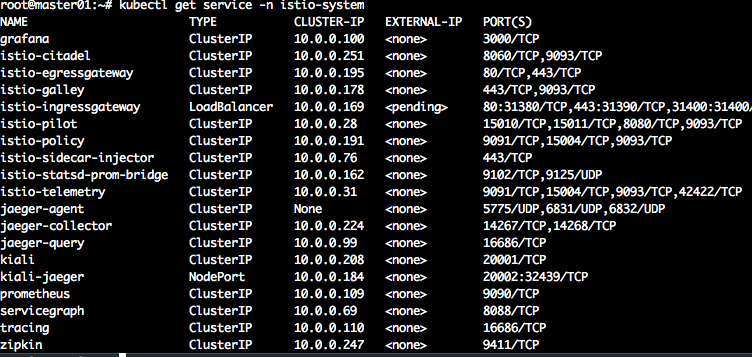 root@master01:~# kubectl get service -n istio-system
NAME TYPE CLUSTER-IP EXTERNAL-IP PORT(S)
grafana ClusterIP 10.0.0.100 <none> 3000/TCP
istio-citadel ClusterIP 10.0.0.251 <none> 8060/TCP,9093/TCP
istio-egressgateway ClusterIP 10.0.0.195 <none> 80/TCP,443/TCP
istio-galley ClusterIP 10.0.0.178 <none> 443/TCP,9093/TCP
istio-ingressgateway LoadBalancer 10.0.0.169 <pending> 80:31380/TCP,443:31390/TCP,31400:31400/
istio-pilot ClusterIP 10.0.0.28 <none> 15010/TCP,15011/TCP,8080/TCP,9093/TCP
istio-policy ClusterIP 10.0.0.191 <none> 9091/TCP,15004/TCP,9093/TCP
istio-sidecar-injector ClusterIP 10.0.0.76 <none> 443/TCP
istio-statsd-prom-bridge ClusterIP 10.0.0.162 <none> 9102/TCP,9125/UDP
istio-telemetry ClusterIP 10.0.0.31 <none> 9091/TCP,15004/TCP,9093/TCP,42422/TCP
jaeger-agent ClusterIP None <none> 5775/UDP,6831/UDP,6832/UDP
jaeger-collector ClusterIP 10.0.0.224 <none> 14267/TCP,14268/TCP
jaeger-query ClusterIP 10.0.0.99 <none> 16686/TCP
kiali ClusterIP 10.0.0.208 <none> 20001/TCP
kiali-jaeger NodePort 10.0.0.184 <none> 20002:32439/TCP
prometheus ClusterIP 10.0.0.109 <none> 9090/TCP
servicegraph ClusterIP 10.0.0.69 <none> 8088/TCP
tracing ClusterIP 10.0.0.110 <none> 16686/TCP
zipkin ClusterIP 10.0.0.247 <none> 9411/TCP